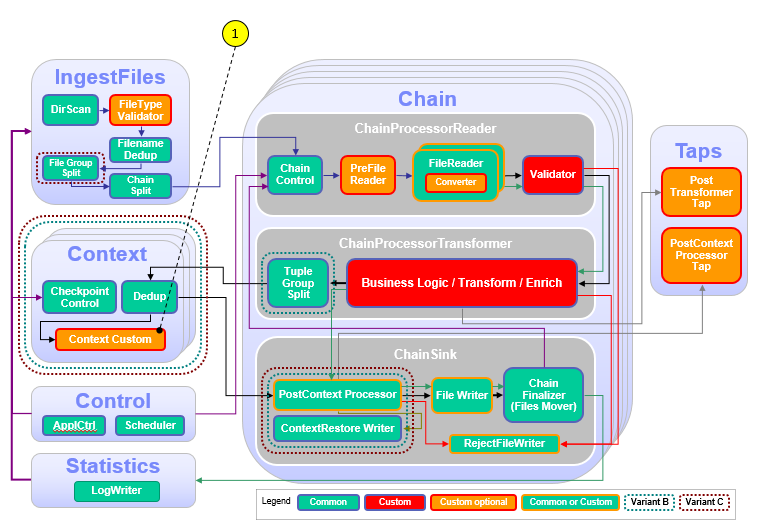 1
IngestFiles
DirScan
FileType
Validator
Filename
Dedup
File Group
Split
Chain
Split
Context
Checkpoint
Control
Dedup
Context Custom
Control
ApplCtrl
Scheduler
Statistics
LogWriter
Chain
ChainProcessorReader
Chain
Control
PreFile
Reader
FileReader
Converter
Validator
ChainProcessorTransformer
Tuple
Group
Split
Business Logic / Transform / Enrich
ChainSink
PostContext Processor
ContextRestore Writer
File Writer
Chain
Finalizer
(Files Mover)
RejectFileWriter
Taps
Post
Transformer
Tap
PostContext
Processor
Tap
Legend
Common
Custom
Custom optional
Common or Custom
Variant B
Variant C